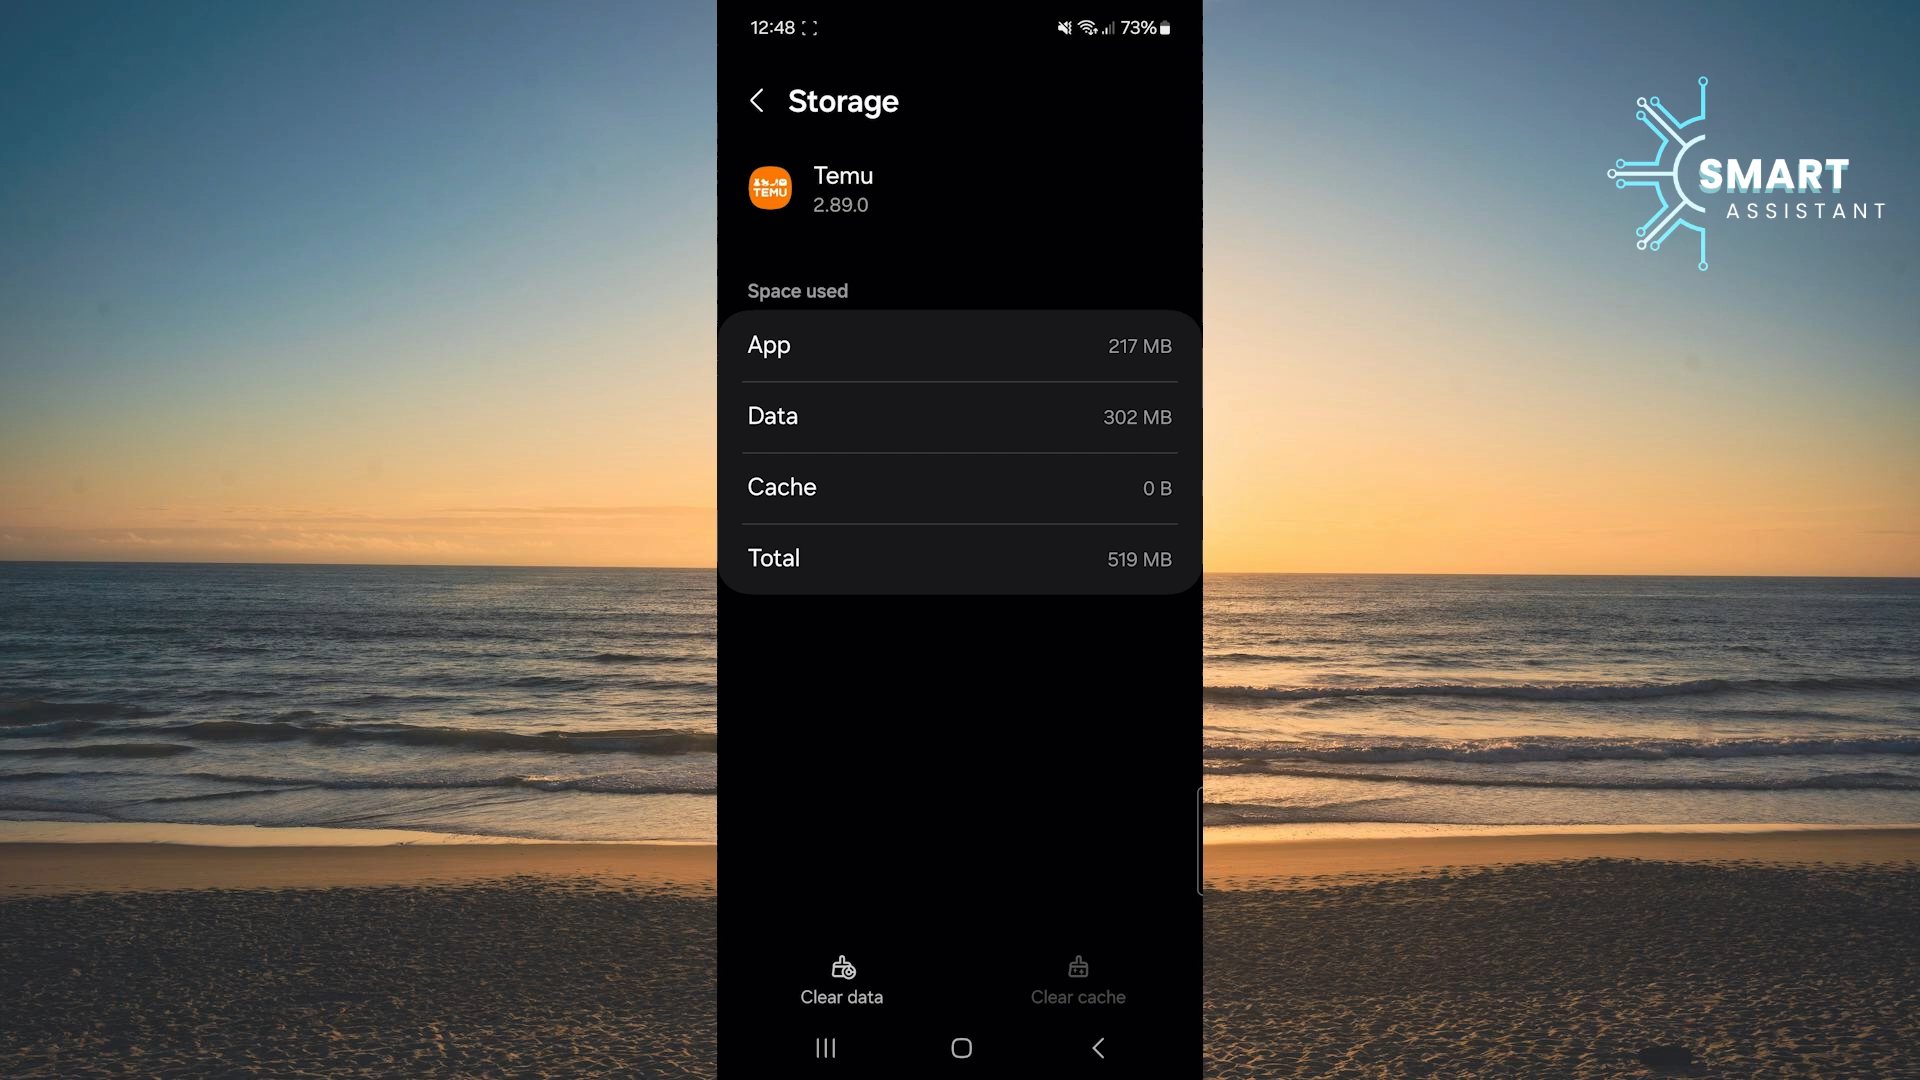 12:48
73%
Storage
TEMU
Temu
2.89.0
Space used
App 217 MB
Data 302 MB
Cache 0 B
Total 519 MB
Clear data
Clear cache
SMART
ASSISTANT